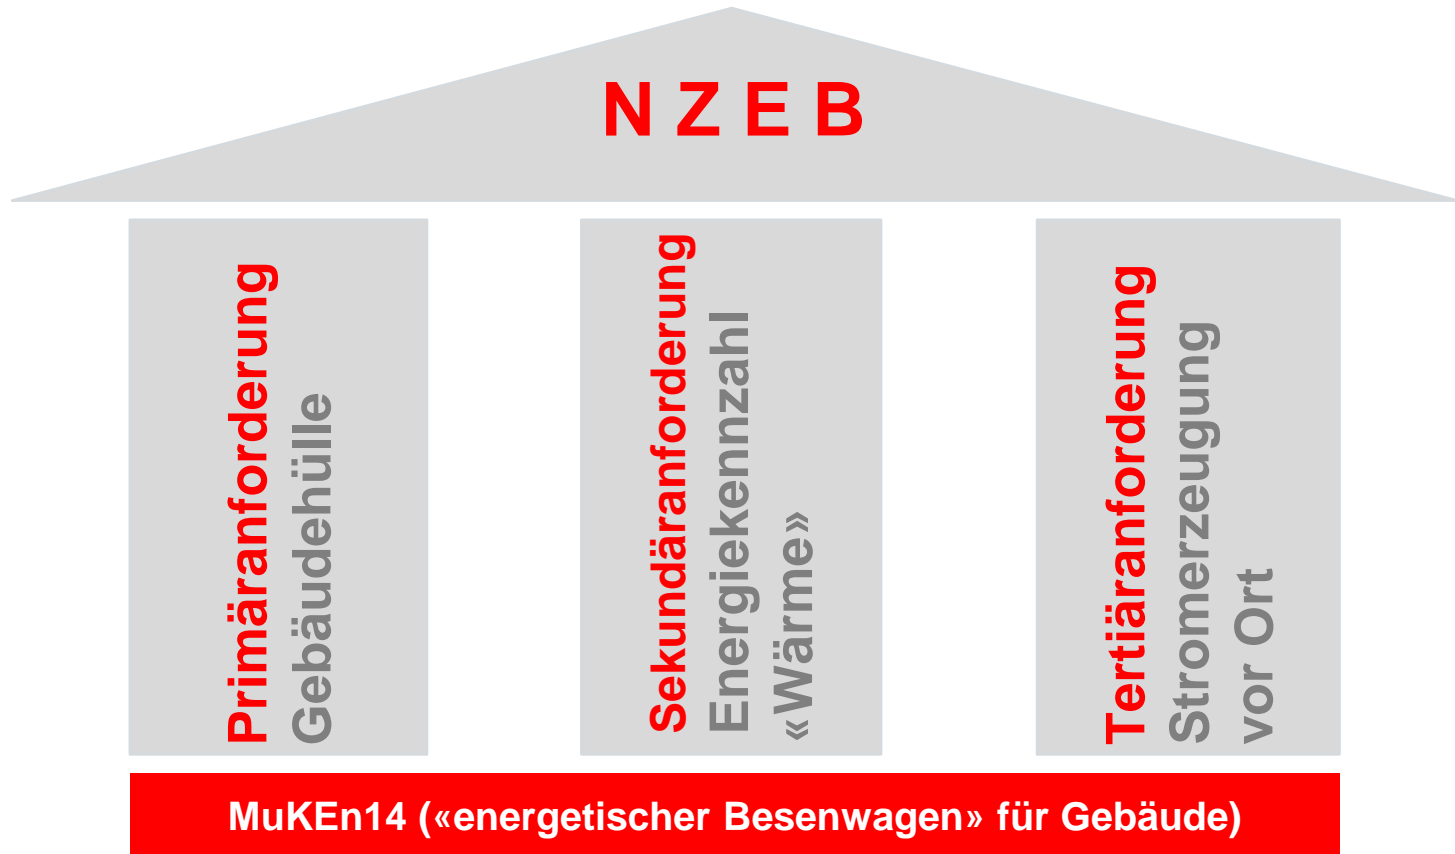 N Z E B
Primäranforderung
Gebäudehülle
Sekundäranforderung
Energiekennzahl
«Wärme»
Tertiäranforderung
Stromerzeugung
vor Ort
MuKEn14 («energetischer Besenwagen» für Gebäude)